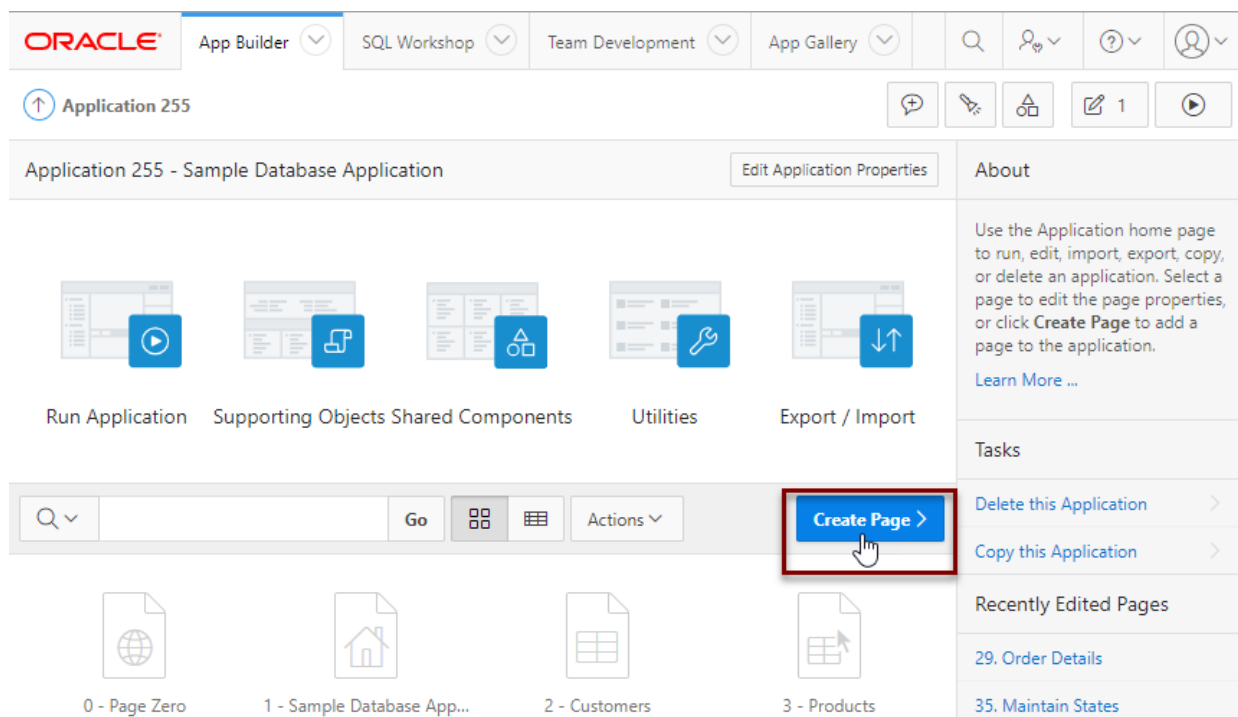 ORACLE
App Builder
SQL Workshop
Team Development
App Gallery
Application 255
1
Application 255 - Sample Database Application
Edit Application Properties
About
Use the Application home page
to run, edit, import, export, copy,
or delete an application. Select a
page to edit the page properties,
or click Create Page to add a
page to the application.
Learn More ...
Run Application
Supporting Objects
Shared Components
Utilities
Export / Import
Tasks
Go
Actions
Create Page
Delete this Application
Copy this Application
Recently Edited Pages
29. Order Details
35. Maintain States
0 - Page Zero
1 - Sample Database App...
2 - Customers
3 - Products